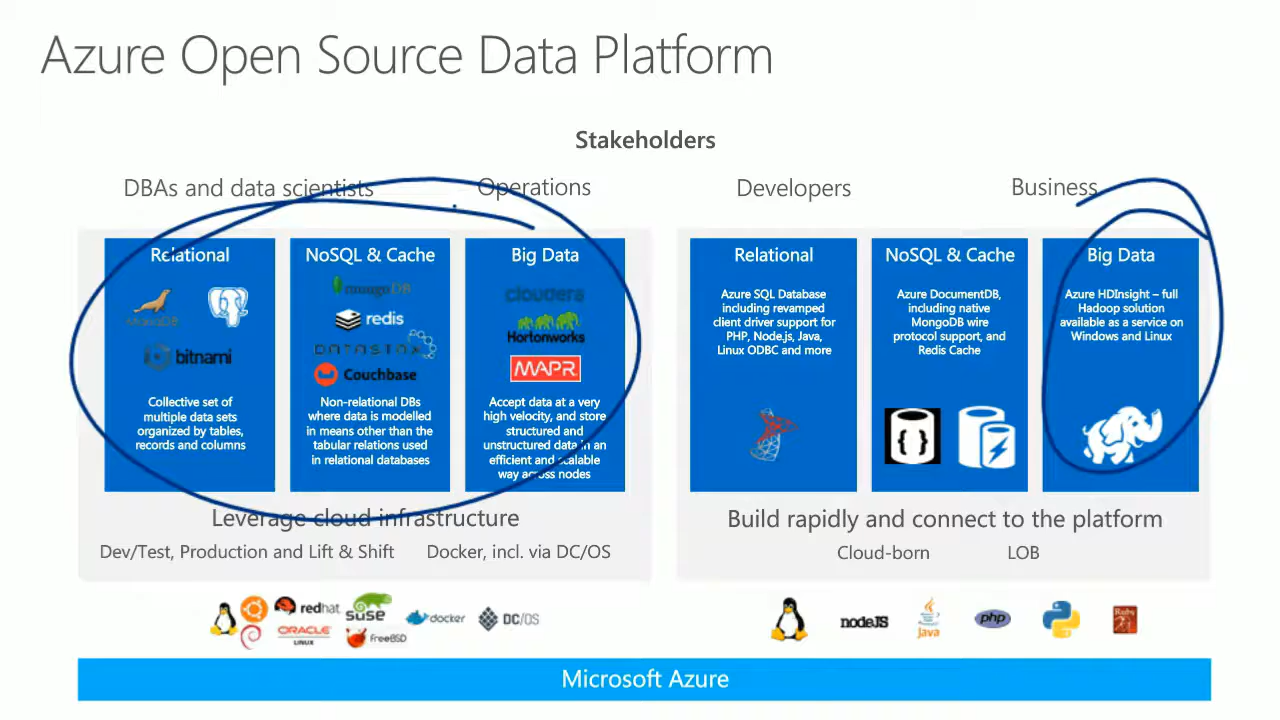 Azure Open Source Data Platform
Stakeholders
DBAs and data scientists
Operations
Developers
Business
Relational
MariaDB
bitnami
Collective set of
multiple data sets
organized by tables,
records and columns
NoSQL & Cache
mongoDB
redis
DATASTAX
Couchbase
Non-relational DBs
where data is modelled
in means other than the
tabular relations used
in relational databases
Big Data
cloudera
Hortonworks
MAPR
Accept data at a very
high velocity, and store
structured and
unstructured data in an
efficient and scalable
way across nodes
Leverage cloud infrastructure
Dev/Test, Production and Lift & Shift
Docker, incl. via DC/OS
Relational
Azure SQL Database
including revamped
client driver support for
PHP, Node.js, Java,
Linux ODBC and more
NoSQL & Cache
Azure DocumentDB,
including native
MongoDB wire
protocol support, and
Redis Cache
{ }
Big Data
Azure HDInsight – full
Hadoop solution
available as a service on
Windows and Linux
Build rapidly and connect to the platform
Cloud-born
LOB
redhat
SUSE
docker
DC/OS
ORACLE
LINUX
FreeBSD
nodeJS
Java
php
Ruby
Microsoft Azure